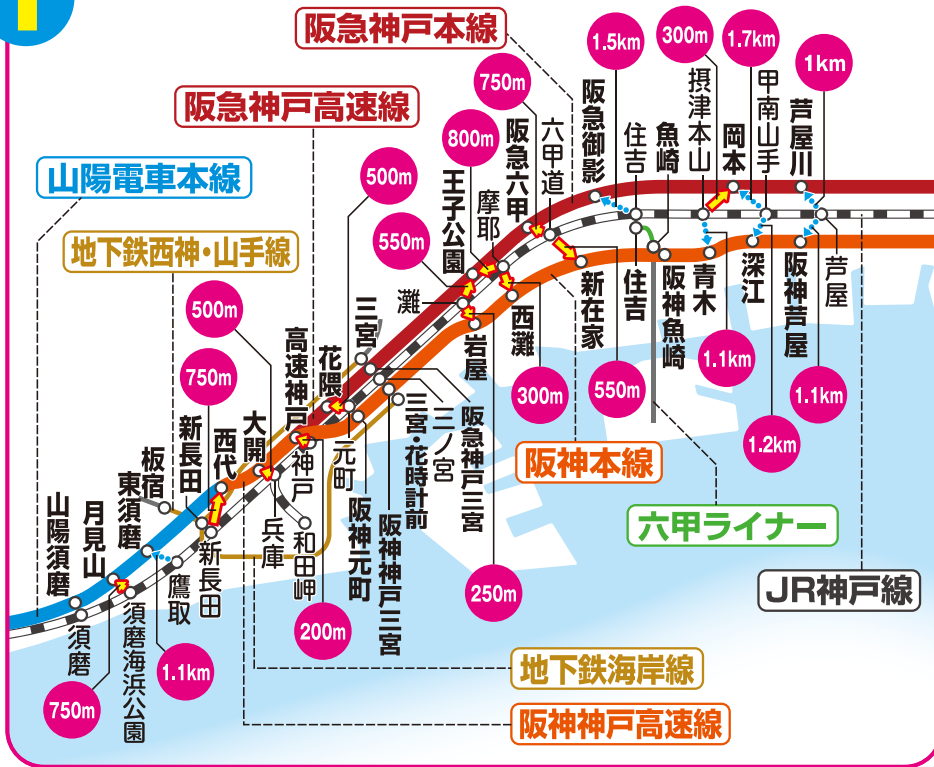 阪急神戸本線
阪急神戸高速線
山陽電車本線
地下鉄西神・山手線
1.5km
300m
1.7km
1km
750m
800m
500m
550m
500m
750m
阪急御影
住吉
魚崎
摂津本山
岡本
甲南山手
芦屋川
阪急六甲
六甲道
王子公園
摩耶
灘
三宮
花隈
高速神戸
大開
西代
新長田
板宿
東須磨
月見山
山陽須磨
須磨
須磨海浜公園
鷹取
新長田
兵庫
和田岬
神戸
元町
阪神元町
阪神神戸三宮
三宮・花時計前
三ノ宮
阪急神戸三宮
岩屋
西灘
新在家
住吉
阪神魚崎
青木
深江
阪神芦屋
芦屋
300m
550m
1.1km
1.2km
1.1km
250m
200m
1.1km
750m
阪神本線
六甲ライナー
JR神戸線
地下鉄海岸線
阪神神戸高速線